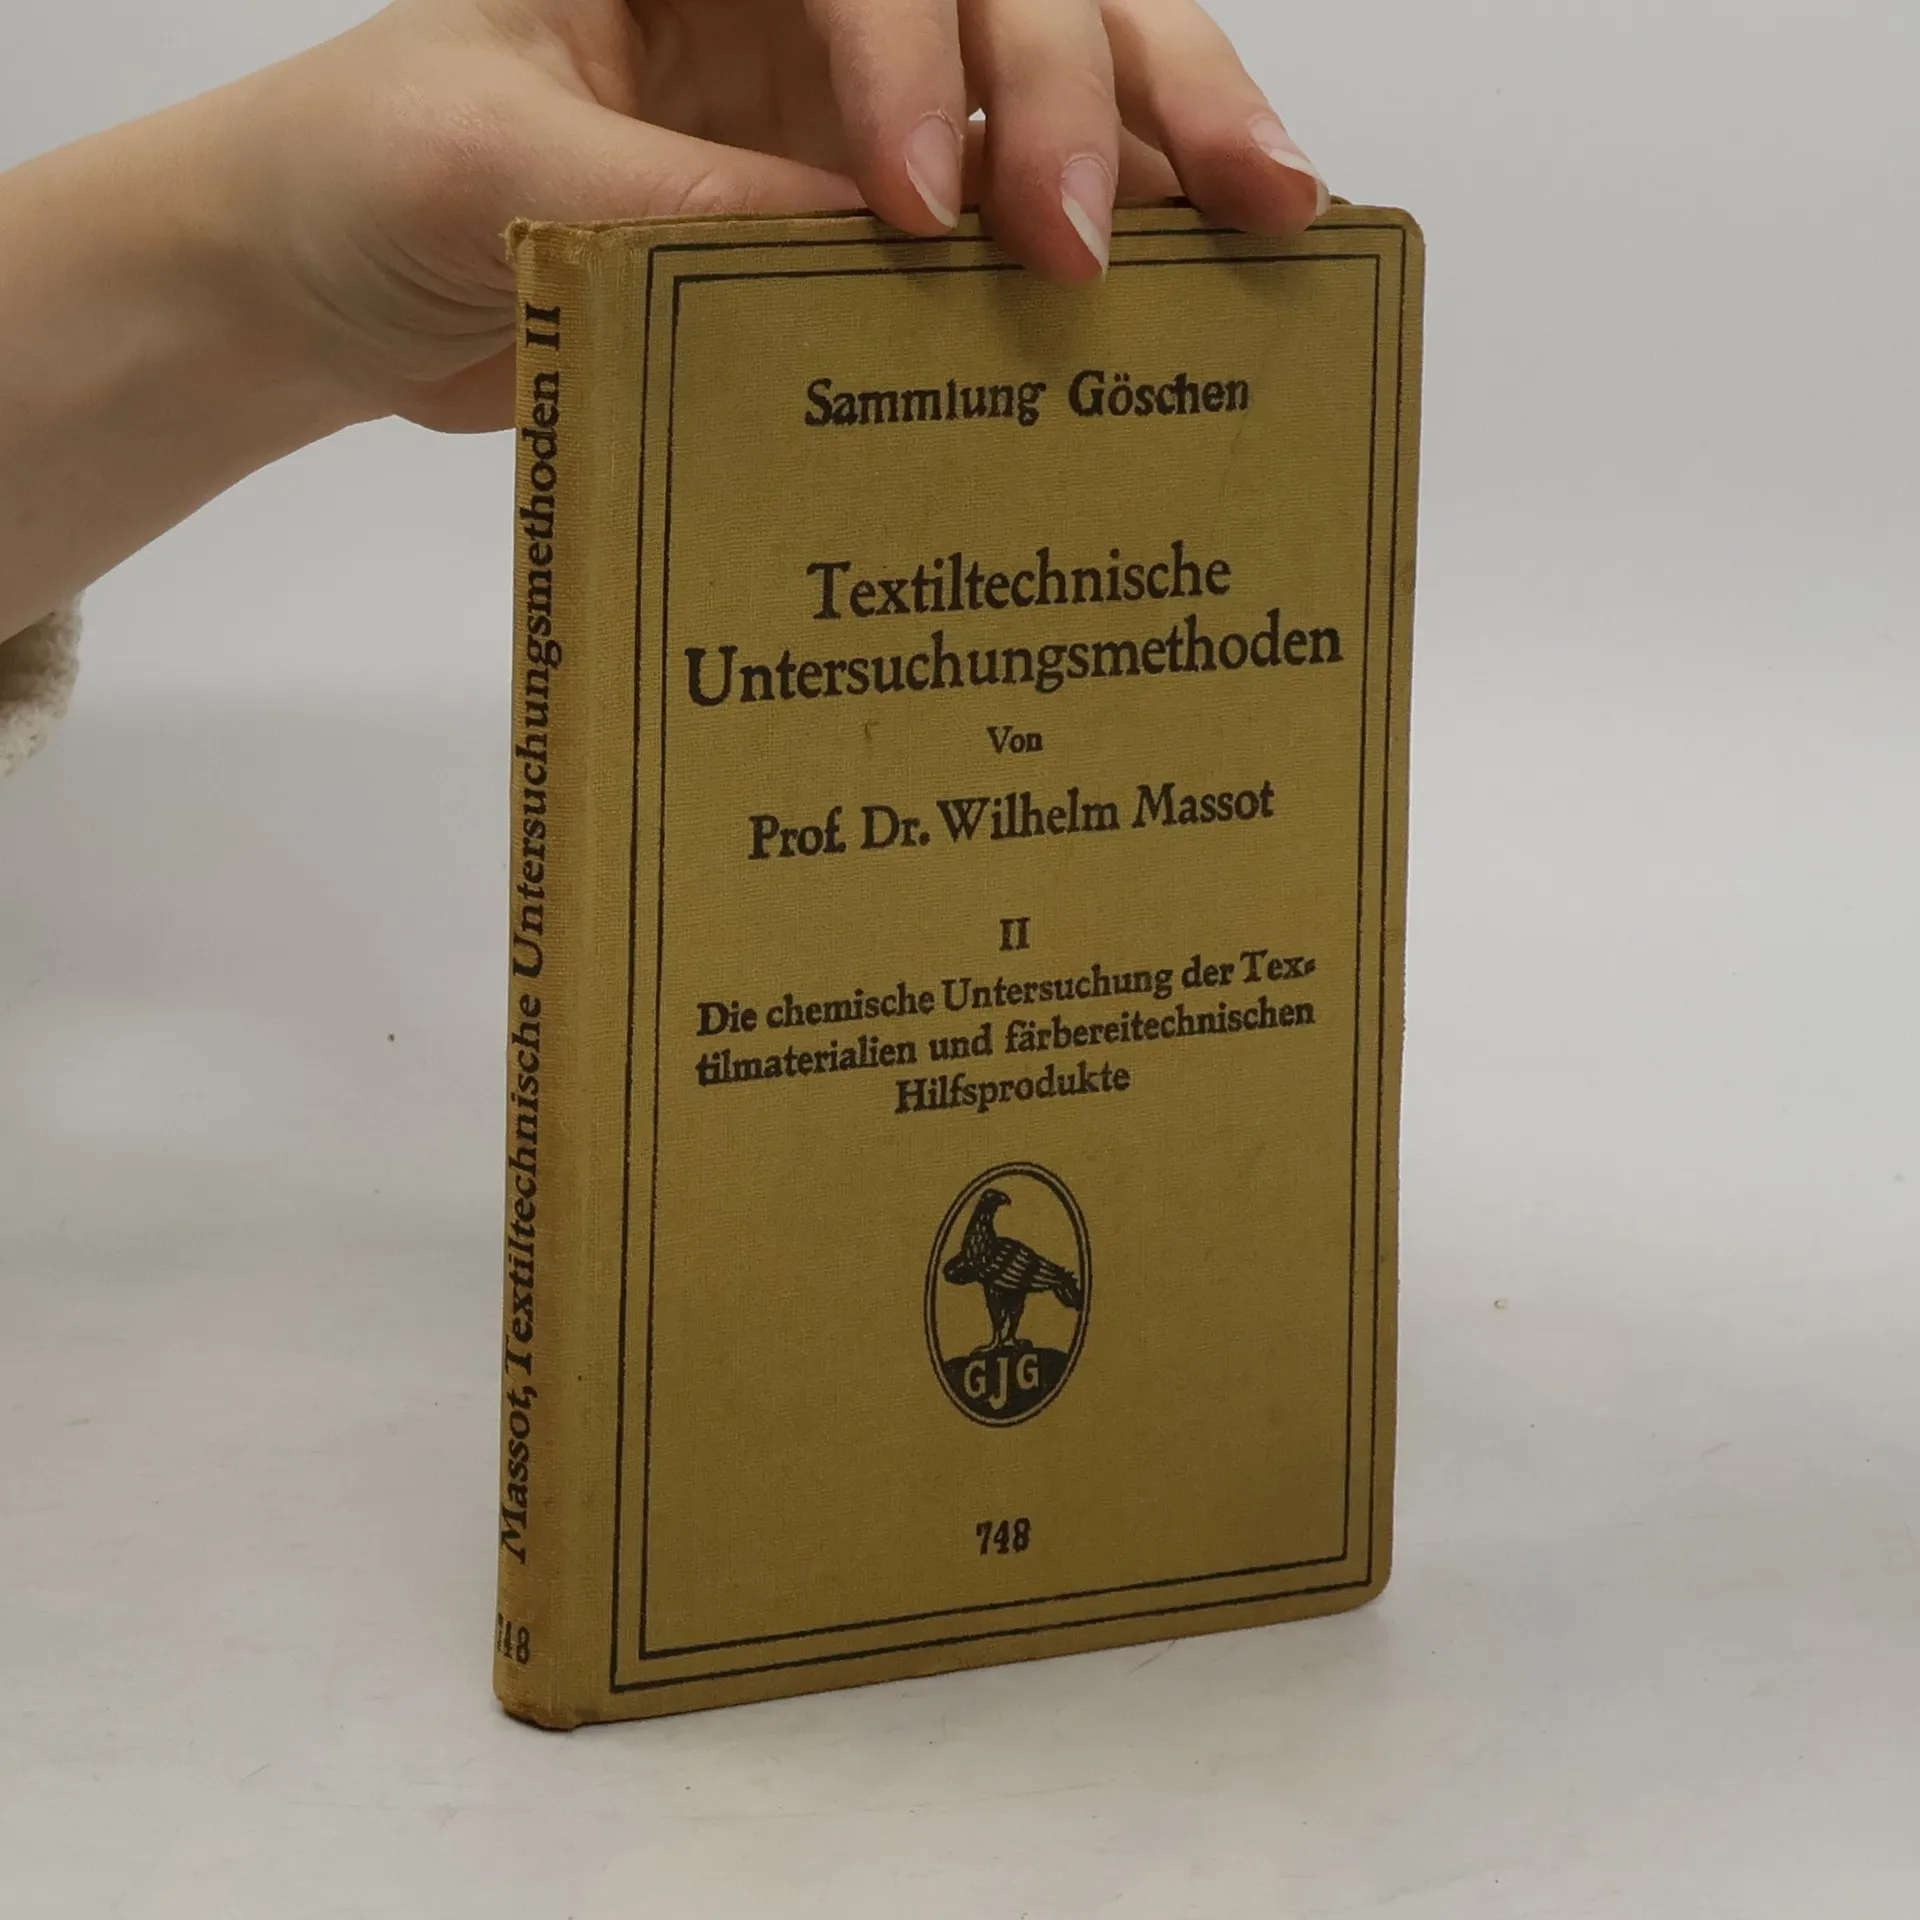 Sammlung Göschen
Textiltechnische
Untersuchungsmethoden
Von
Prof. Dr. Wilhelm Massot
II
Die chemische Untersuchung der Tex-
tilmaterialien und färbereitechnischen
Hilfsprodukte
GJG
748
Massot, Textiltechnische Untersuchungsmethoden II
748